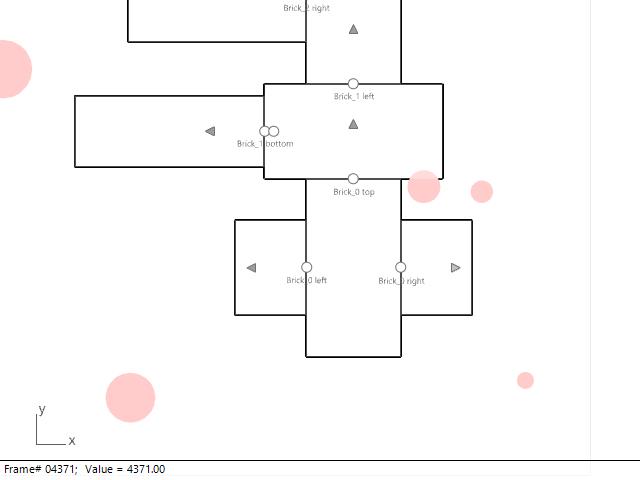 Brick_2 right
Brick_1 left
Brick_1 bottom
Brick_0 top
Brick_0 left
Brick_0 right
y
x
Frame# 04371; Value = 4371.00